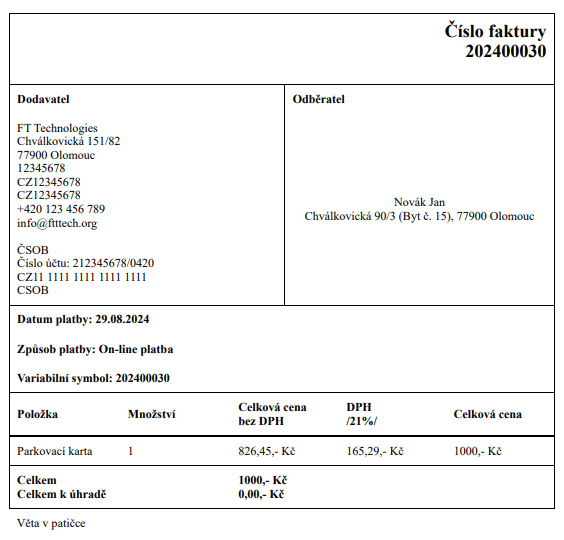 Číslo faktury
202400030
Dodavatel
FT Technologies
Chválkovická 151/82
77900 Olomouc
12345678
CZ12345678
CZ12345678
+420 123 456 789
info@ftttech.org
ČSOB
Číslo účtu: 212345678/0420
CZ11 1111 1111 1111 1111
CSOB
Odběratel
Novák Jan
Chválkovická 90/3 (Byt č. 15), 77900 Olomouc
Datum platby: 29.08.2024
Způsob platby: On-line platba
Variabilní symbol: 202400030
Položka Množství Celková cena bez DPH DPH /21%/ Celková cena
Parkovací karta 1 826,45,- Kč 165,29,- Kč 1000,- Kč
Celkem 1000,- Kč
Celkem k úhradě 0,00,- Kč
Věta v patičce